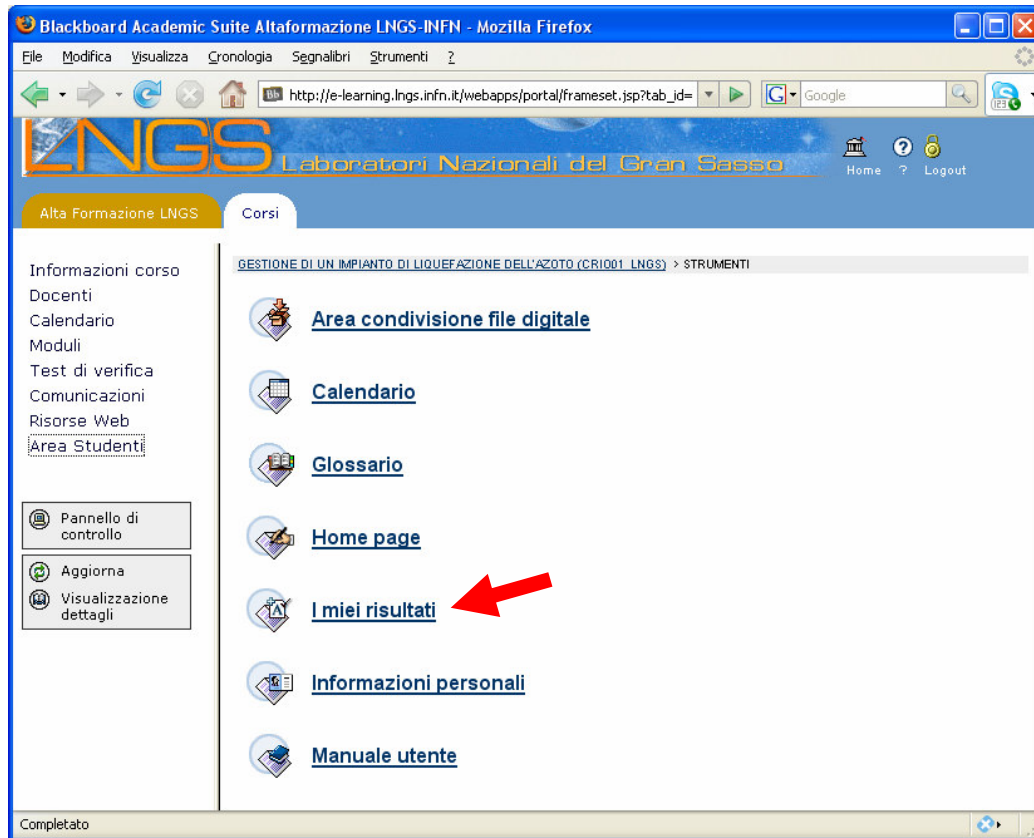 Blackboard Academic Suite Altaformazione LNGS-INFN - Mozilla Firefox
File Modifica Visualizza Cronologia Segnalibri Strumenti ?
Bb http://e-learning.lngs.infn.it/webapps/portal/frameset.jsp?tab_id= G Google 123
LNGS Laboratori Nazionali del Gran Sasso
Home ? Logout
Alta Formazione LNGS Corsi
GESTIONE DI UN IMPIANTO DI LIQUEFAZIONE DELL'AZOTO (CRIO01_LNGS) > STRUMENTI
Informazioni corso
Docenti
Calendario
Moduli
Test di verifica
Comunicazioni
Risorse Web
Area Studenti
Pannello di
controllo
Aggiorna
Visualizzazione
dettagli
Area condivisione file digitale
Calendario
Glossario
Home page
I miei risultati
Informazioni personali
Manuale utente
Completato